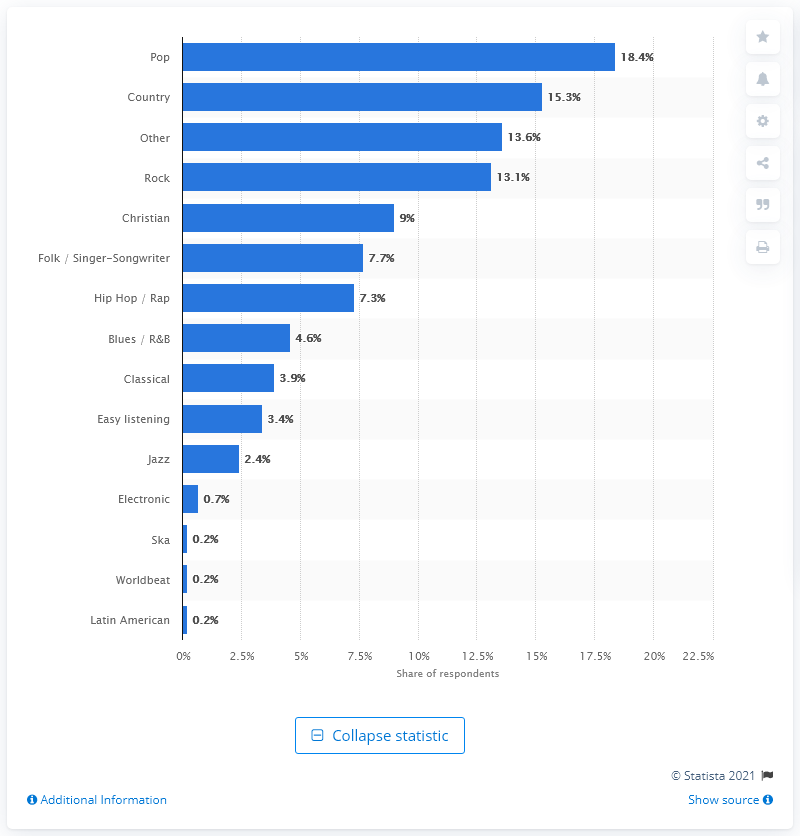 Pop 18.4%
Country 15.3%
Other 13.6%
Rock 13.1%
Christian 9%
Folk / Singer-Songwriter 7.7%
Hip Hop / Rap 7.3%
Blues / R&B 4.6%
Classical 3.9%
Easy listening 3.4%
Jazz 2.4%
Electronic 0.7%
Ska 0.2%
Worldbeat 0.2%
Latin American 0.2%
0% 2.5% 5% 7.5% 10% 12.5% 15% 17.5% 20% 22.5%
Share of respondents
Collapse statistic
© Statista 2021
Additional Information Show source